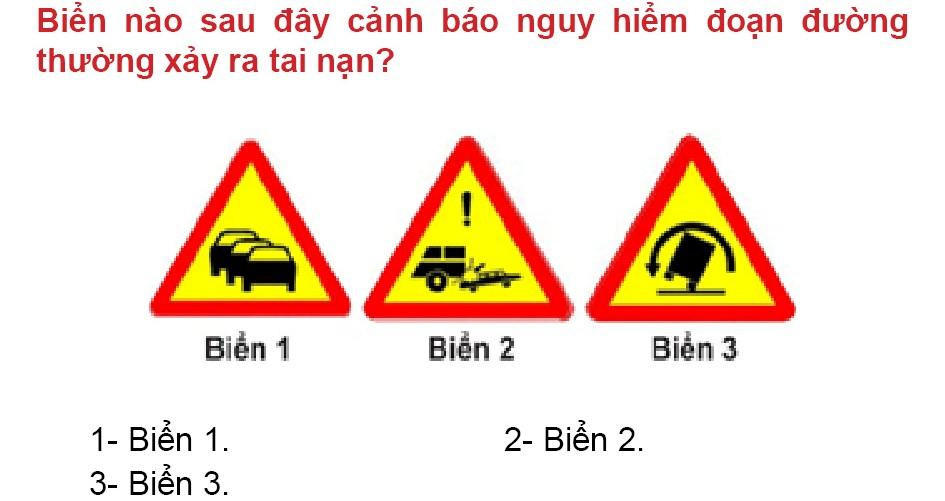 Biển nào sau đây cảnh báo nguy hiểm đoạn đường
thường xảy ra tai nạn?
!
Biển 1 Biển 2 Biển 3
1- Biển 1. 2- Biển 2.
3- Biển 3.